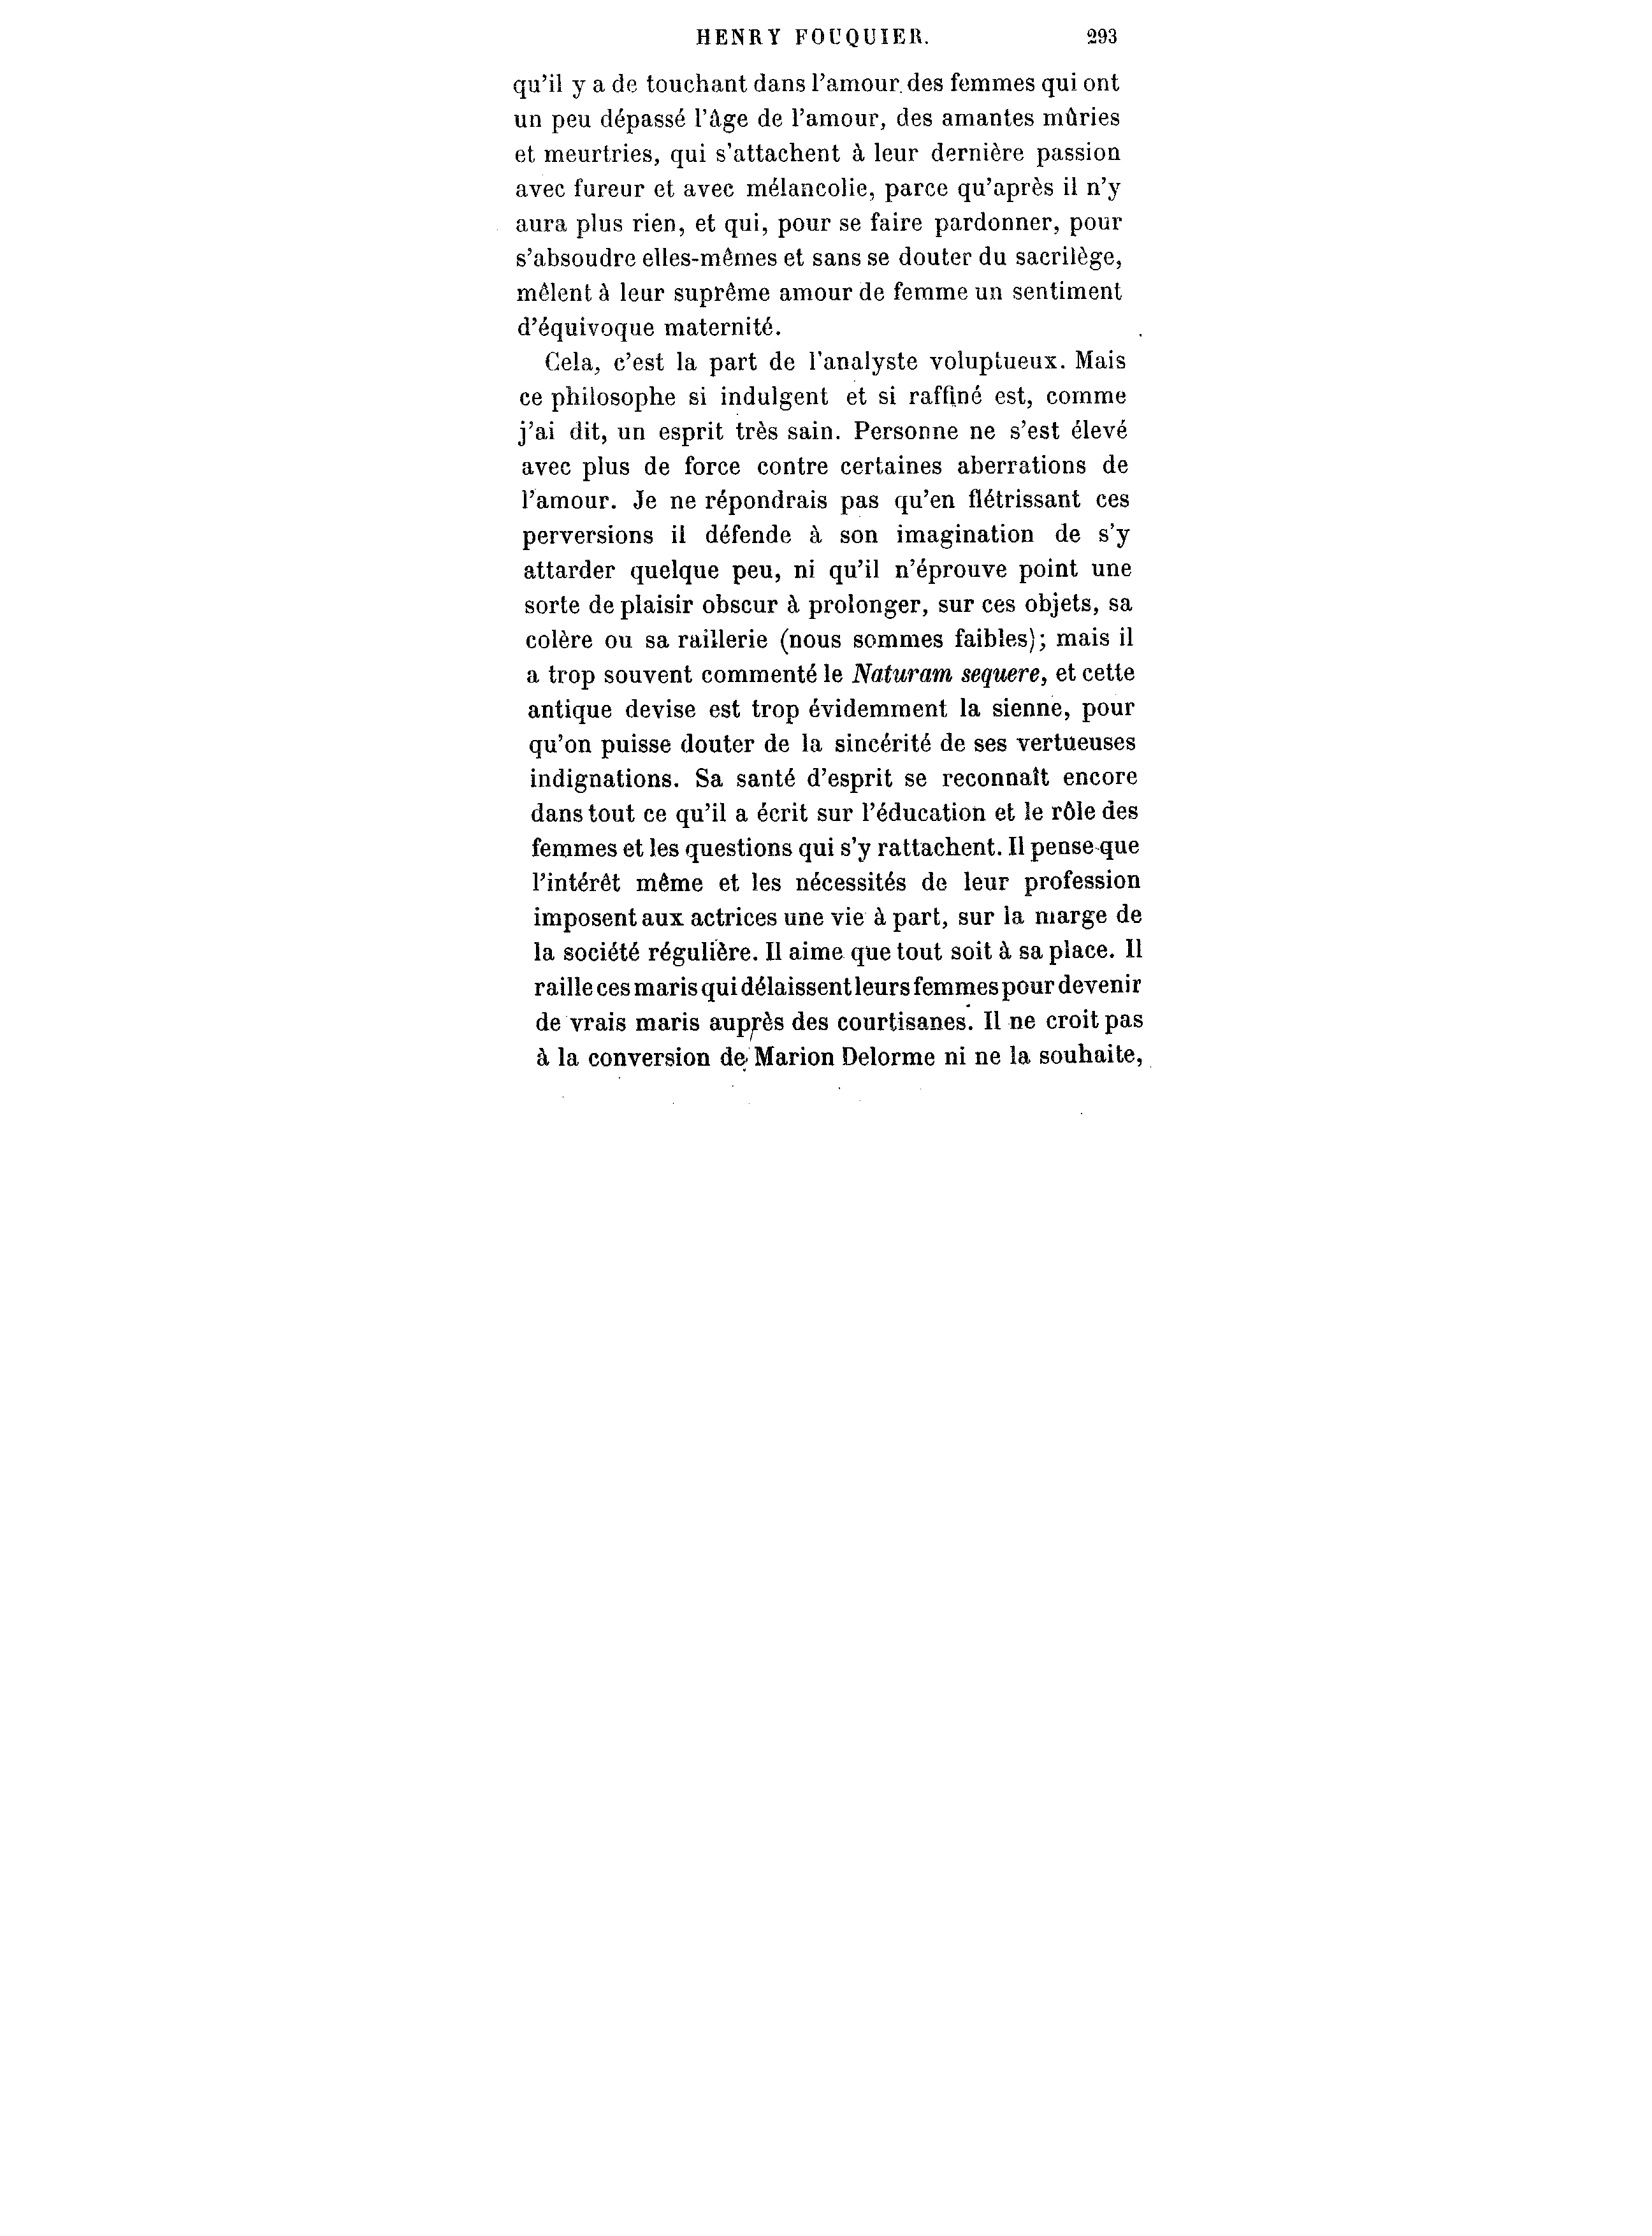 HENRY FOUQUIER. 293
qu'il y a de touchant dans l'amour des femmes qui ont
un peu dépassé l'âge de l'amour, des amantes mûries
et meurtries, qui s'attachent à leur dernière passion
avec fureur et avec mélancolie, parce qu'après il n'y
aura plus rien, et qui, pour se faire pardonner, pour
s'absoudre elles-mêmes et sans se douter du sacrilège,
mêlent à leur suprême amour de femme un sentiment
d'équivoque maternité.
Cela, c'est la part de l'analyste voluptueux. Mais
ce philosophe si indulgent et si raffiné est, comme
j'ai dit, un esprit très sain. Personne ne s'est élevé
avec plus de force contre certaines aberrations de
l'amour. Je ne répondrais pas qu'en flétrissant ces
perversions il défende à son imagination de s'y
attarder quelque peu, ni qu'il n'éprouve point une
sorte de plaisir obscur à prolonger, sur ces objets, sa
colère ou sa raillerie (nous sommes faibles); mais il
a trop souvent commenté le Naturam sequere, et cette
antique devise est trop évidemment la sienne, pour
qu'on puisse douter de la sincérité de ses vertueuses
indignations. Sa santé d'esprit se reconnaît encore
dans tout ce qu'il a écrit sur l'éducation et le rôle des
femmes et les questions qui s'y rattachent. Il pense que
l'intérêt même et les nécessités de leur profession
imposent aux actrices une vie à part, sur la marge de
la société régulière. Il aime que tout soit à sa place. Il
raille ces maris qui délaissent leurs femmes pour devenir
de vrais maris auprès des courtisanes. Il ne croit pas
à la conversion de Marion Delorme ni ne la souhaite,